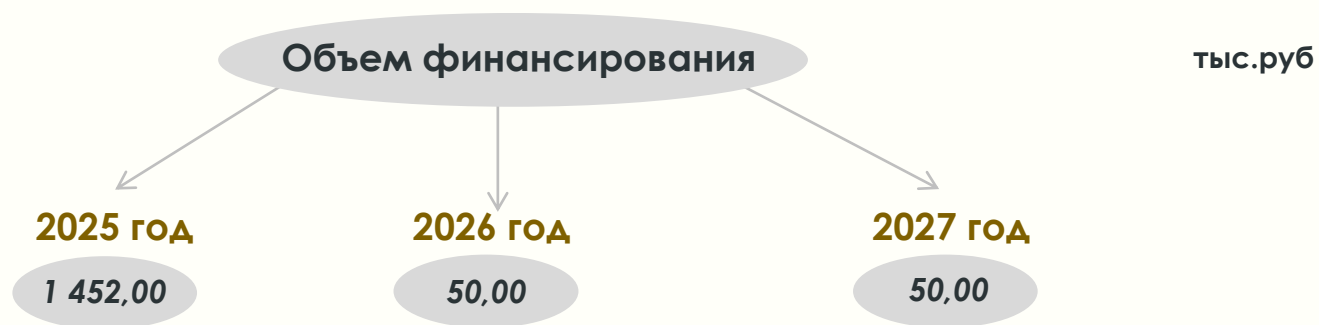 Объем финансирования
тыс.руб
2025 год
2026 год
2027 год
1 452,00
50,00
50,00